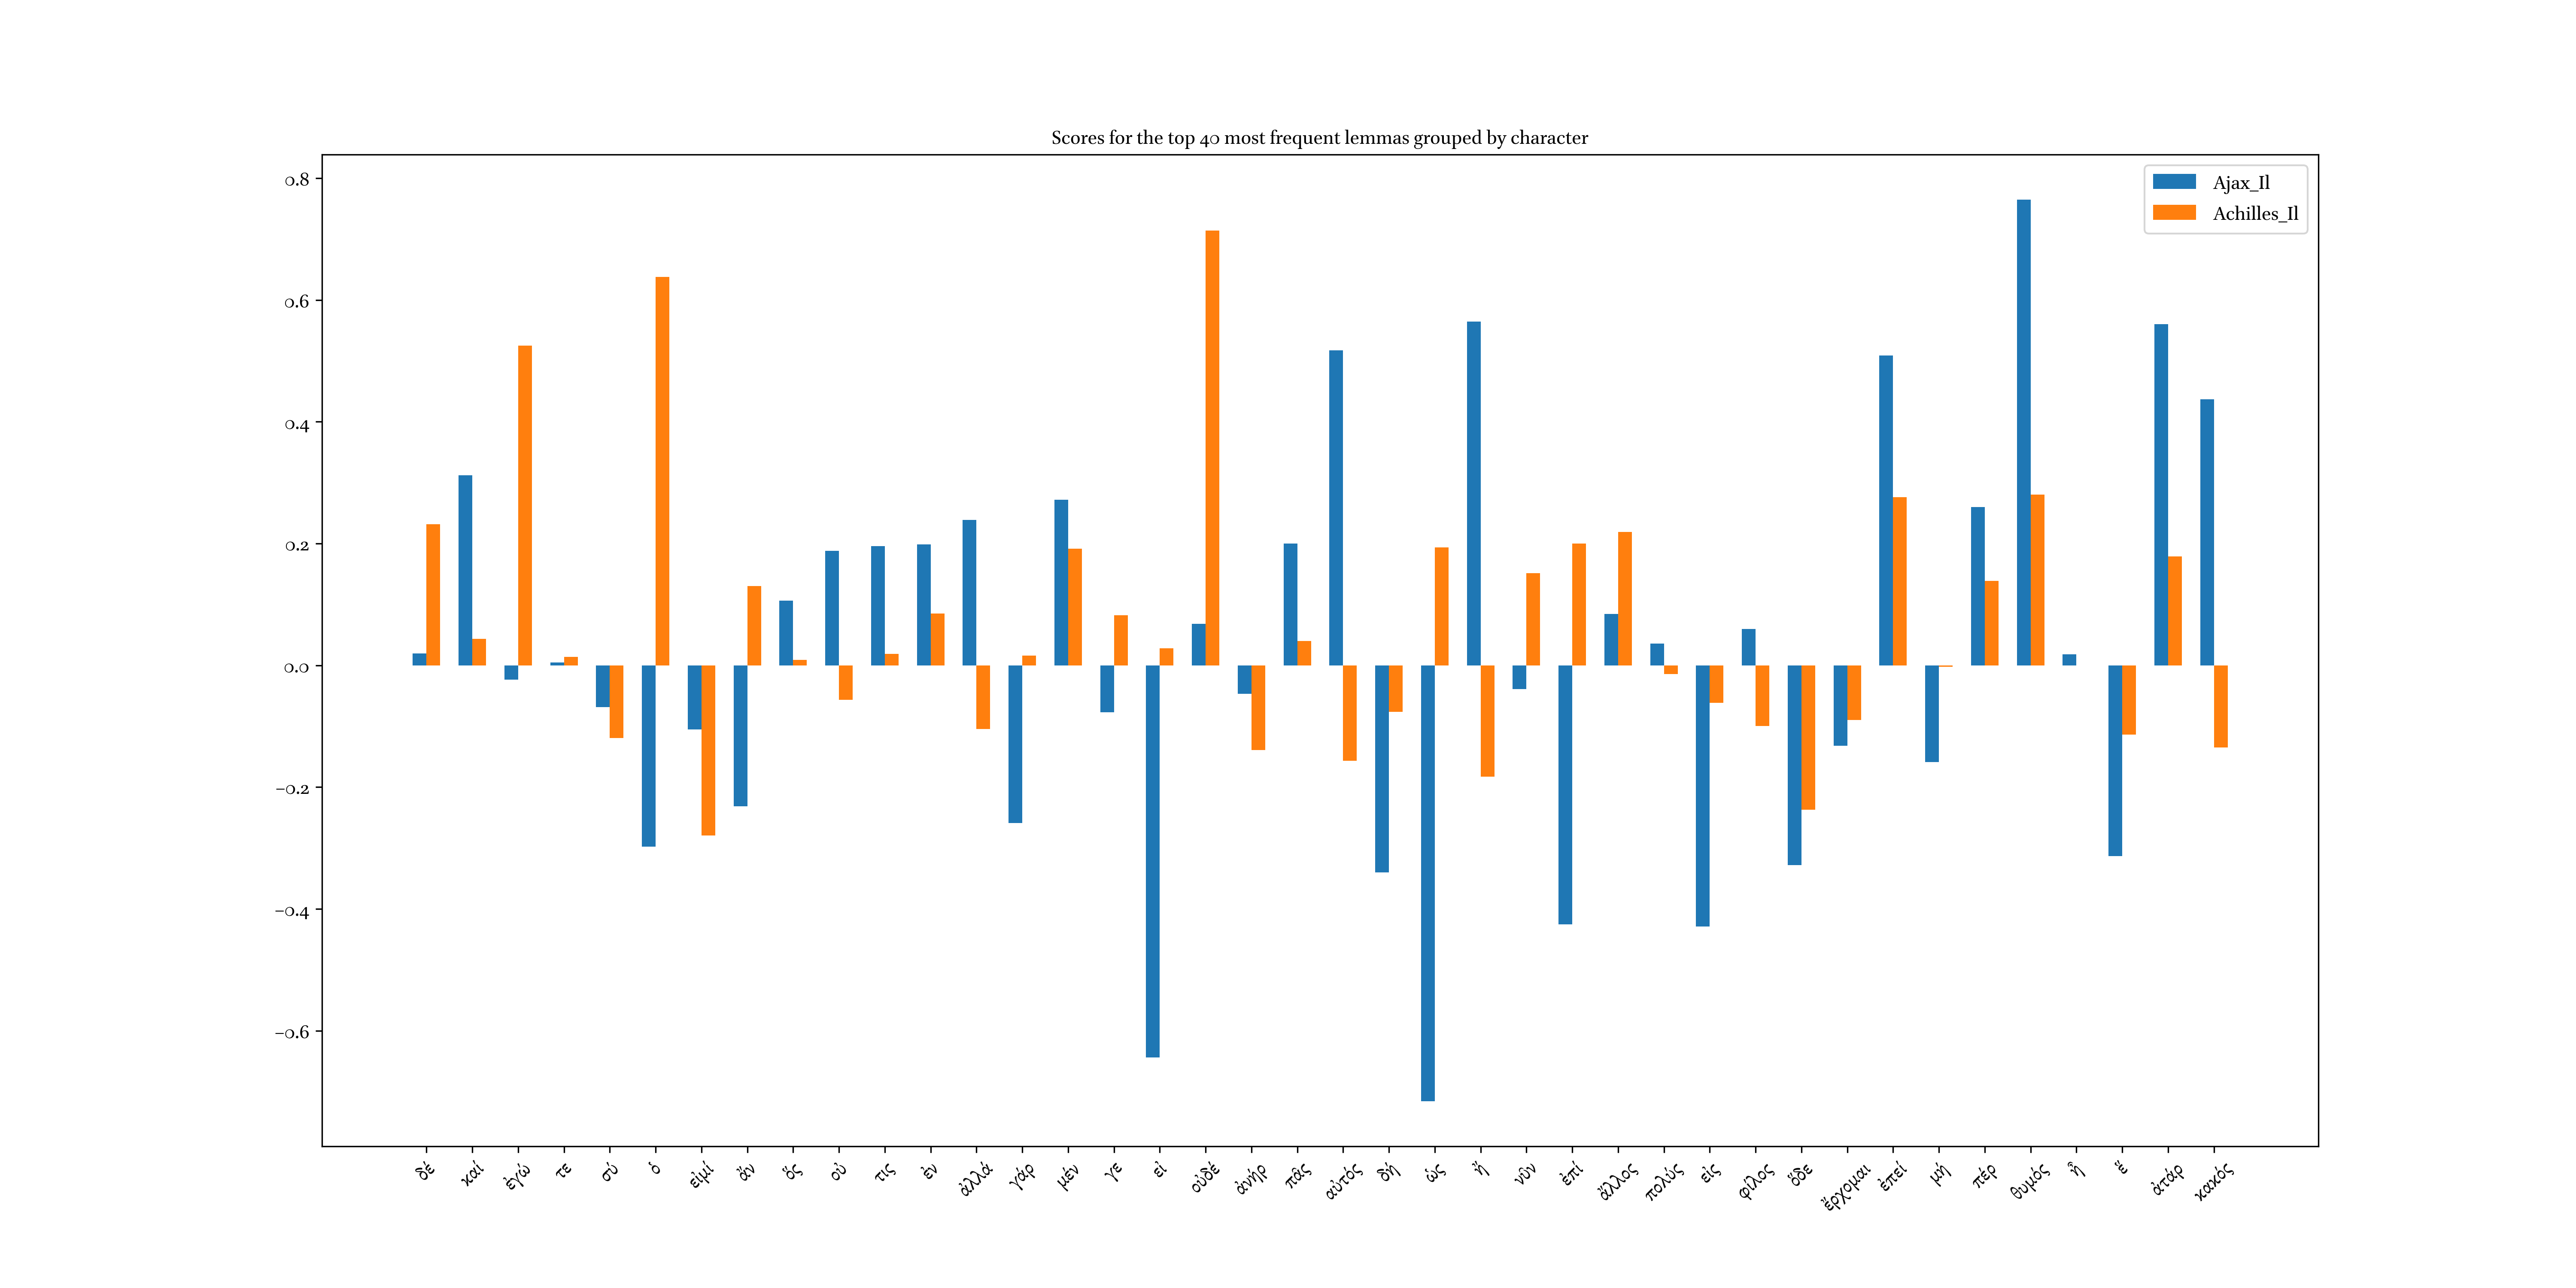 Scores for the top 40 most frequent lemmas grouped by character
Ajax_Il
Achilles_Il
0.8
0.6
0.4
0.2
0.0
−0.2
−0.4
−0.6
δέ καί ἐγώ τε σύ ὁ εἰμί ἄν ὅς οὐ τις ἐν ἀλλά γάρ μέν γε εἰ οὐδέ ἀνήρ πᾶς αὐτός δή ὡς ἤ νῦν ἐπί ἄλλος πολύς εἰς φίλος ὅδε ἔρχομαι ἐπεί μή πέρ θυμός ἦ ἕ ἀτάρ κακός